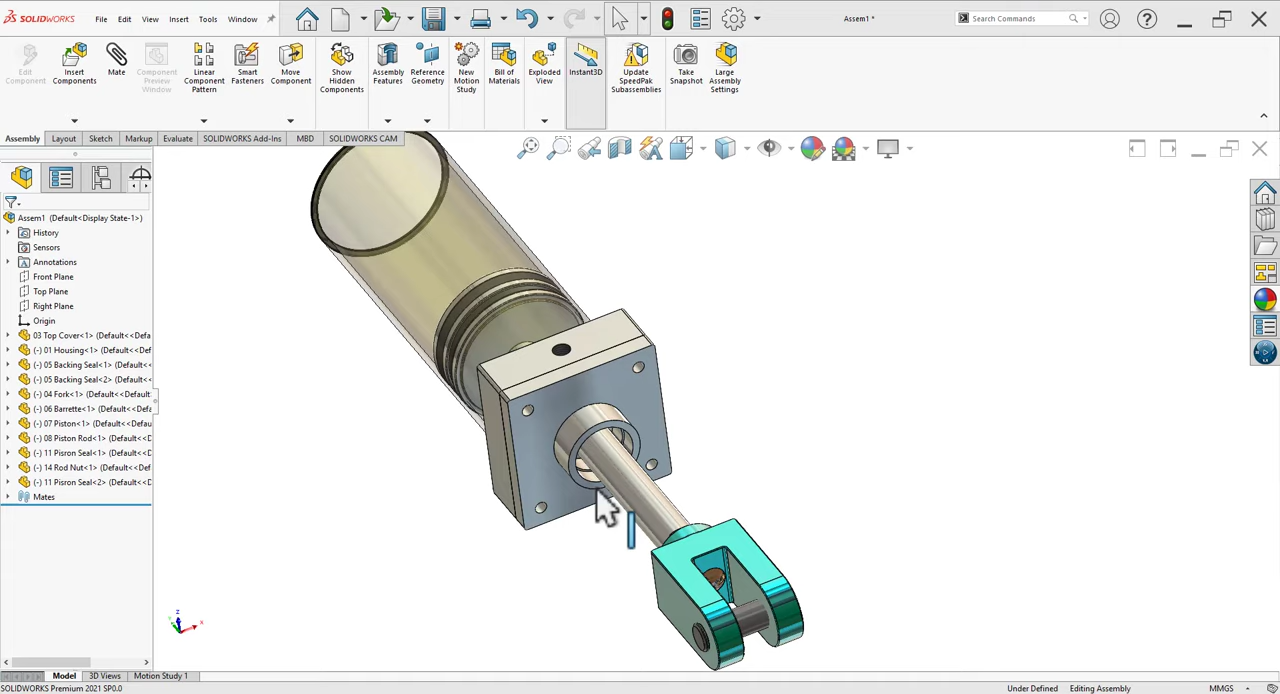 SOLIDWORKS
File
Edit
View
Insert
Tools
Window
Assem1 *
Search Commands
Edit Component
Insert Components
Mate
Component Preview Window
Linear Component Pattern
Smart Fasteners
Move Component
Show Hidden Components
Assembly Features
Reference Geometry
New Motion Study
Bill of Materials
Exploded View
Instant3D
Update SpeedPak Subassemblies
Take Snapshot
Large Assembly Settings
Assembly
Layout
Sketch
Markup
Evaluate
SOLIDWORKS Add-Ins
MBD
SOLIDWORKS CAM
Assem1 (Default<Display State-1>)
History
Sensors
Annotations
Front Plane
Top Plane
Right Plane
Origin
03 Top Cover<1> (Default<<Defa
(-) 01 Housing<1> (Default<<Def
(-) 05 Backing Seal<1> (Default<
(-) 05 Backing Seal<2> (Default<
(-) 04 Fork<1> (Default<<Default
(-) 06 Barrette<1> (Default<<Def
(-) 07 Piston<1> (Default<<Defa
(-) 08 Piston Rod<1> (Default<<D
(-) 11 Pisron Seal<1> (Default<<
(-) 14 Rod Nut<1> (Default<<De
(-) 11 Pisron Seal<2> (Default<<
Mates
z
x
Model
3D Views
Motion Study 1
SOLIDWORKS Premium 2021 SP0.0
Under Defined
Editing Assembly
MMGS